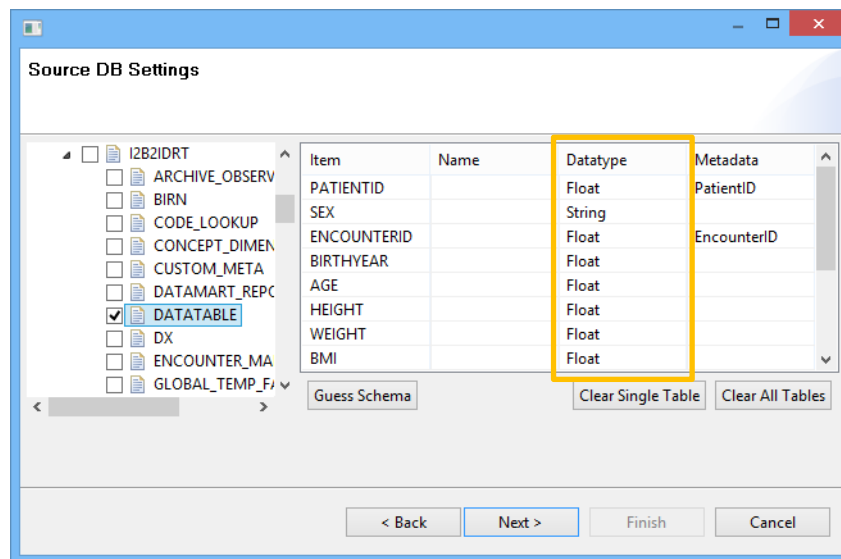 Source DB Settings
I2B2IDRT
ARCHIVE_OBSERV
BIRN
CODE_LOOKUP
CONCEPT_DIMEN
CUSTOM_META
DATAMART_REPO
DATATABLE
DX
ENCOUNTER_MA
GLOBAL_TEMP_FA
Item Name Datatype Metadata
PATIENTID Float PatientID
SEX String
ENCOUNTERID Float EncounterID
BIRTHYEAR Float
AGE Float
HEIGHT Float
WEIGHT Float
BMI Float
Guess Schema Clear Single Table Clear All Tables
< Back Next > Finish Cancel